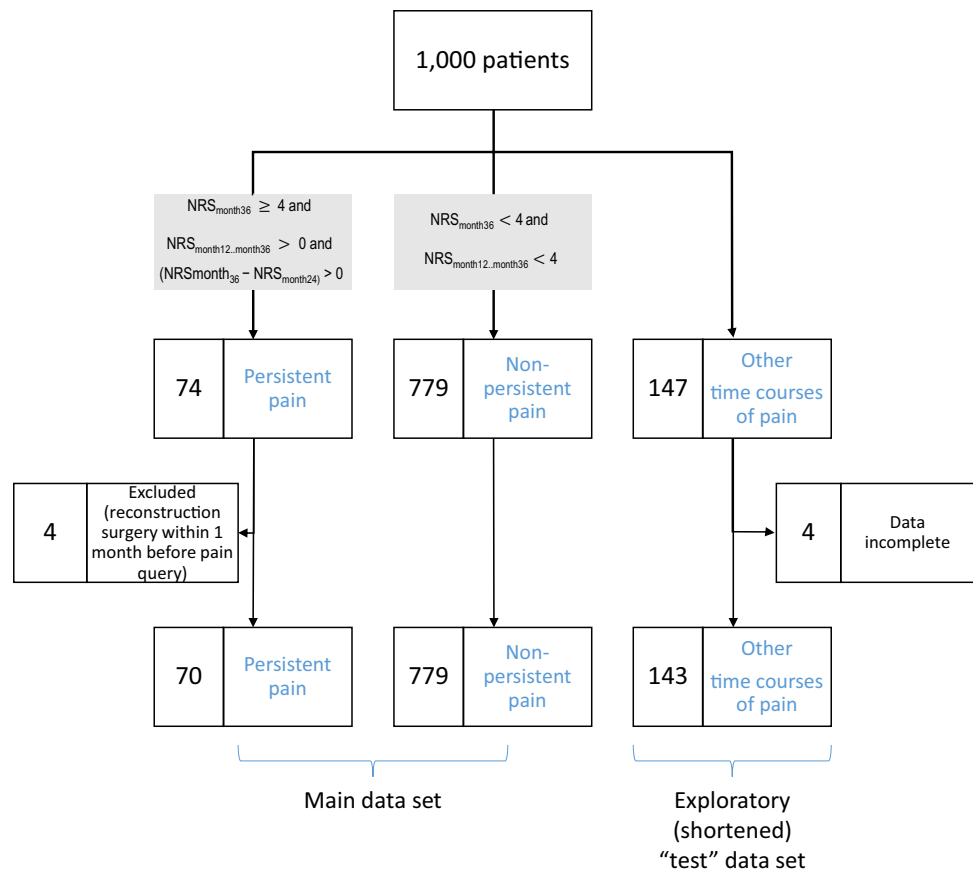 1,000 patients
NRSmonth36 ≥ 4 and
NRSmonth12..month36 > 0 and
(NRSmonth36 − NRSmonth24) > 0
NRSmonth36 < 4 and
NRSmonth12..month36 < 4
74
Persistent
pain
779
Non-
persistent
pain
147
Other
time courses
of pain
4
Excluded
(reconstruction
surgery within 1
month before pain
query)
4
Data
incomplete
70
Persistent
pain
779
Non-
persistent
pain
143
Other
time courses
of pain
Main data set
Exploratory
(shortened)
“test” data set